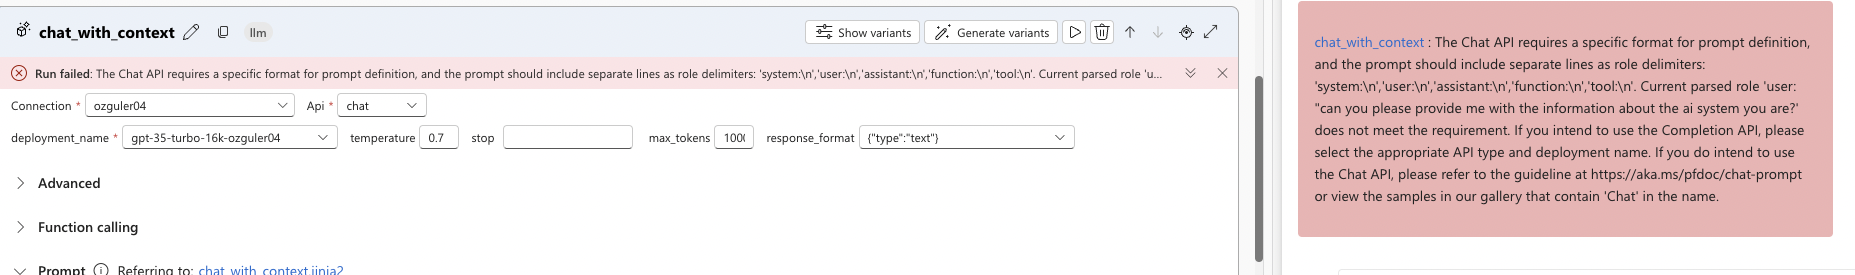 chat_with_context llm Show variants Generate variants
Run failed: The Chat API requires a specific format for prompt definition, and the prompt should include separate lines as role delimiters: 'system:\n','user:\n','assistant:\n','function:\n','tool:\n'. Current parsed role 'u...
Connection * ozguler04 Api * chat
deployment_name * gpt-35-turbo-16k-ozguler04 temperature 0.7 stop max_tokens 100 response_format {"type":"text"}
Advanced
Function calling
Prompt Referring to: chat_with_context.jinja2
chat_with_context : The Chat API requires a specific format for prompt definition,
and the prompt should include separate lines as role delimiters:
'system:\n','user:\n','assistant:\n','function:\n','tool:\n'. Current parsed role 'user:
"can you please provide me with the information about the ai system you are?'
does not meet the requirement. If you intend to use the Completion API, please
select the appropriate API type and deployment name. If you do intend to use
the Chat API, please refer to the guideline at https://aka.ms/pfdoc/chat-prompt
or view the samples in our gallery that contain 'Chat' in the name.